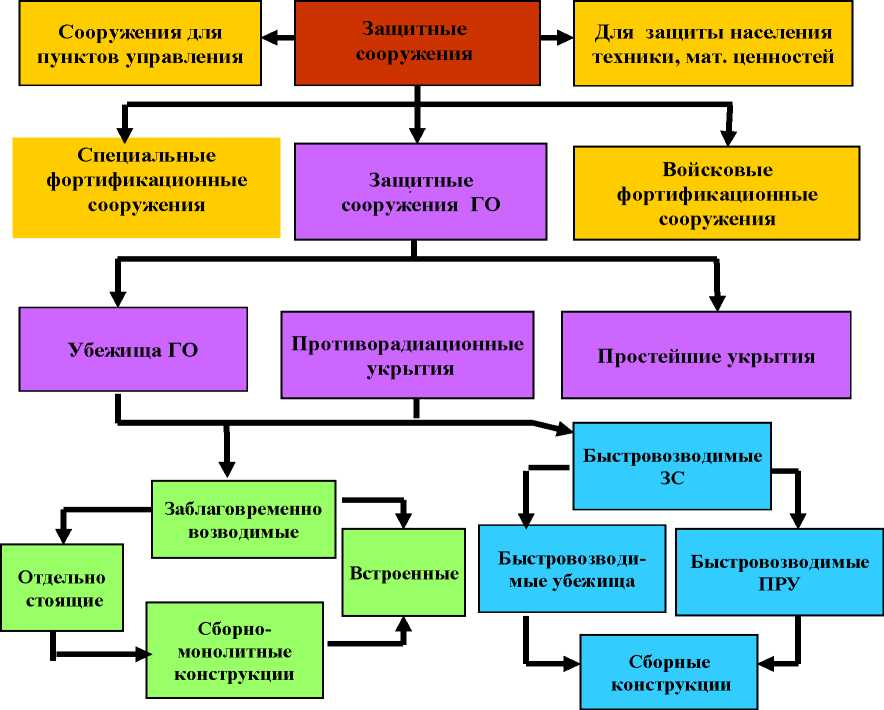 Сооружения для
пунктов управления
Защитные
сооружения
Для защиты населения
техники, мат. ценностей
Специальные
фортификационные
сооружения
Защитные
сооружения ГО
Войсковые
фортификационные
сооружения
Убежища ГО
Противорадиационные
укрытия
Простейшие укрытия
Быстровозводимые
ЗС
Заблаговременно
возводимые
Отдельно
стоящие
Встроенные
Быстровозводи-
мые убежища
Быстровозводимые
ПРУ
Сборно-
монолитные
конструкции
Сборные
конструкции